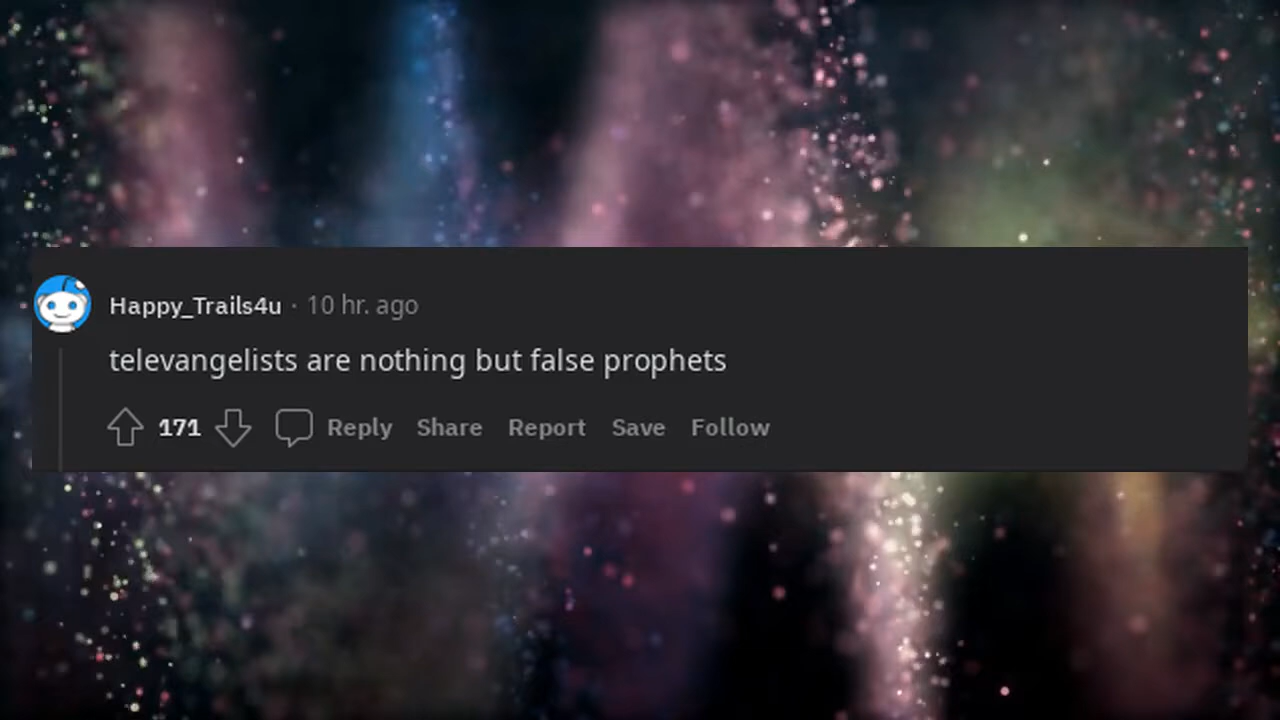 Happy_Trails4u · 10 hr. ago
televangelists are nothing but false prophets
171 Reply Share Report Save Follow